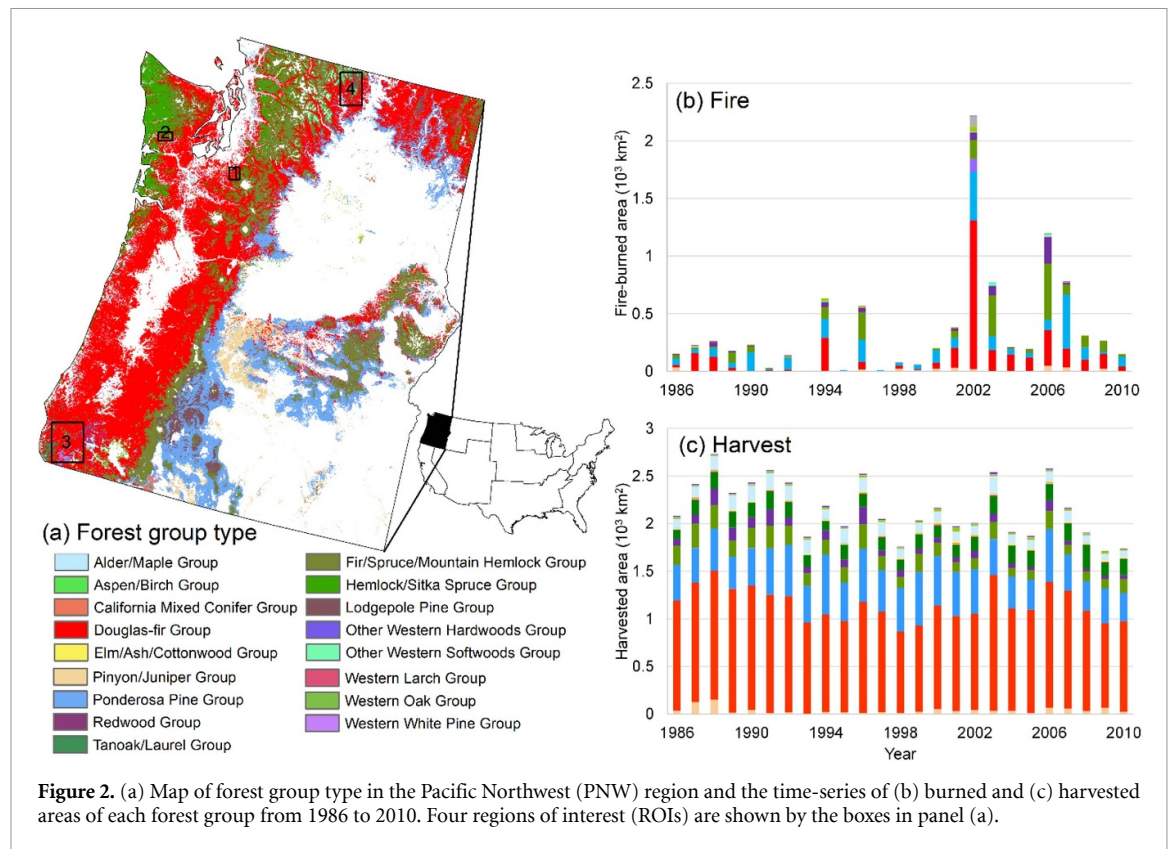 4
2
1
3
(a) Forest group type
Alder/Maple Group
Aspen/Birch Group
California Mixed Conifer Group
Douglas-fir Group
Elm/Ash/Cottonwood Group
Pinyon/Juniper Group
Ponderosa Pine Group
Redwood Group
Tanoak/Laurel Group
Fir/Spruce/Mountain Hemlock Group
Hemlock/Sitka Spruce Group
Lodgepole Pine Group
Other Western Hardwoods Group
Other Western Softwoods Group
Western Larch Group
Western Oak Group
Western White Pine Group
(b) Fire
Fire-burned area (10³ km²)
2.5
2
1.5
1
0.5
0
1986 1990 1994 1998 2002 2006 2010
(c) Harvest
Harvested area (10³ km²)
3
2.5
2
1.5
1
0.5
0
1986 1990 1994 1998 2002 2006 2010
Year
Figure 2. (a) Map of forest group type in the Pacific Northwest (PNW) region and the time-series of (b) burned and (c) harvested
areas of each forest group from 1986 to 2010. Four regions of interest (ROIs) are shown by the boxes in panel (a).